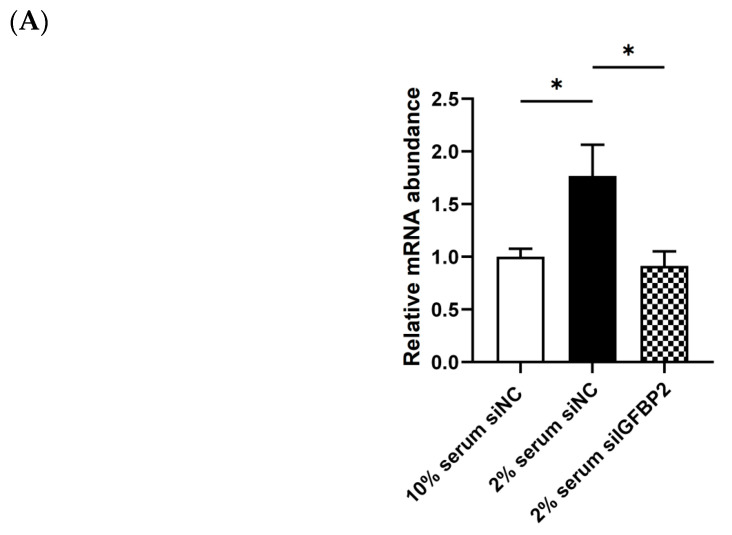 (A)
*
*
Relative mRNA abundance
2.5
2.0
1.5
1.0
0.5
0.0
10% serum siNC
2% serum siNC
2% serum siIGFBP2